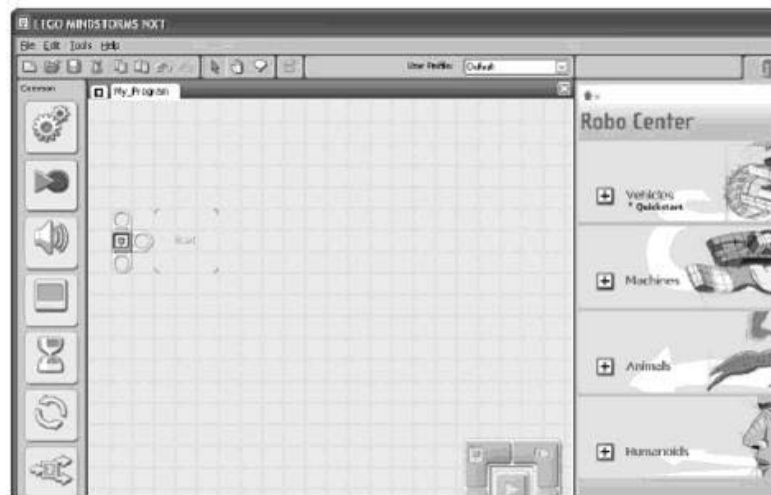 LEGO MINDSTORMS NXT
File Edit Tools Help
User Profile: Default
Common
My_Program
Start
Robo Center
Vehicles
* Quickstart
Machines
Animals
Humanoids